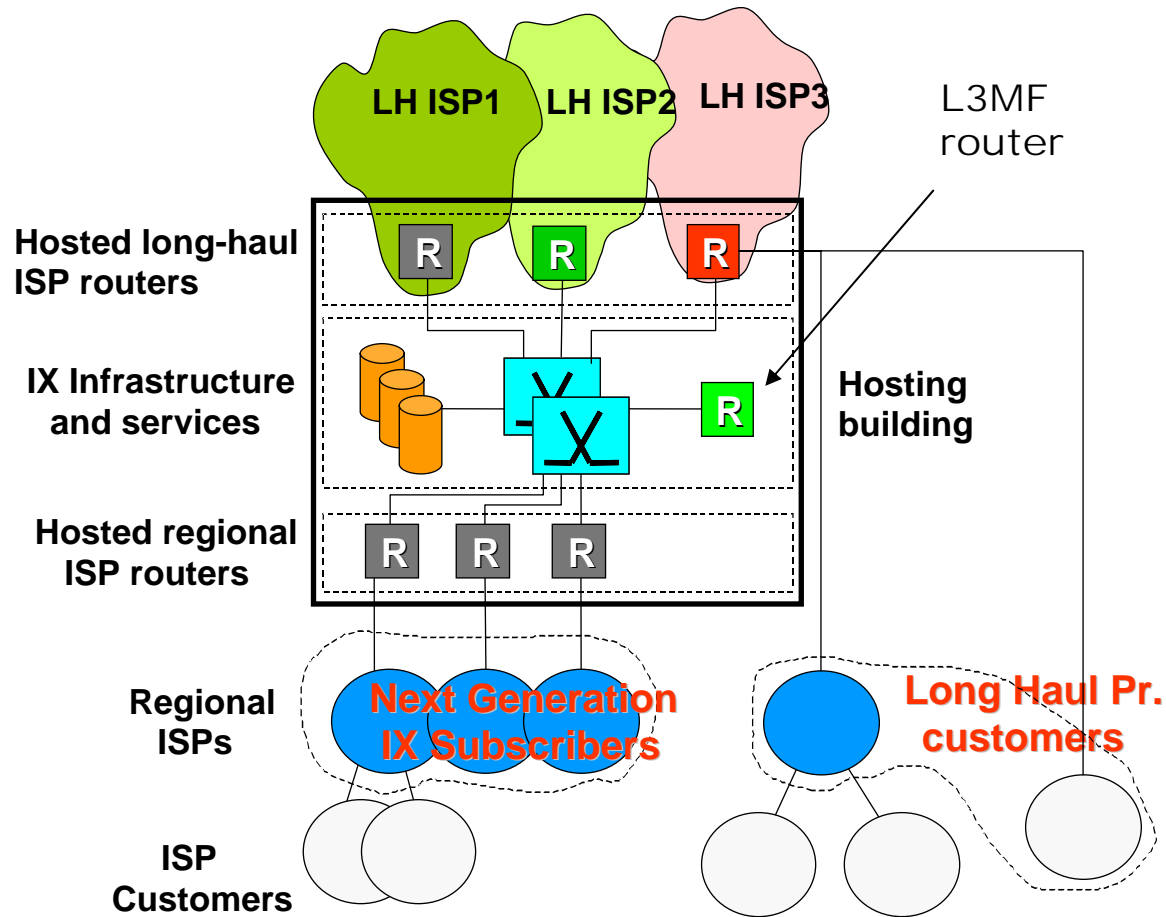 LH ISP1
LH ISP2
LH ISP3
L3MF
router
Hosted long-haul
ISP routers
R
R
R
IX Infrastructure
and services
R
Hosting
building
Hosted regional
ISP routers
R
R
R
Regional
ISPs
Next Generation
IX Subscribers
Long Haul Pr.
customers
ISP
Customers